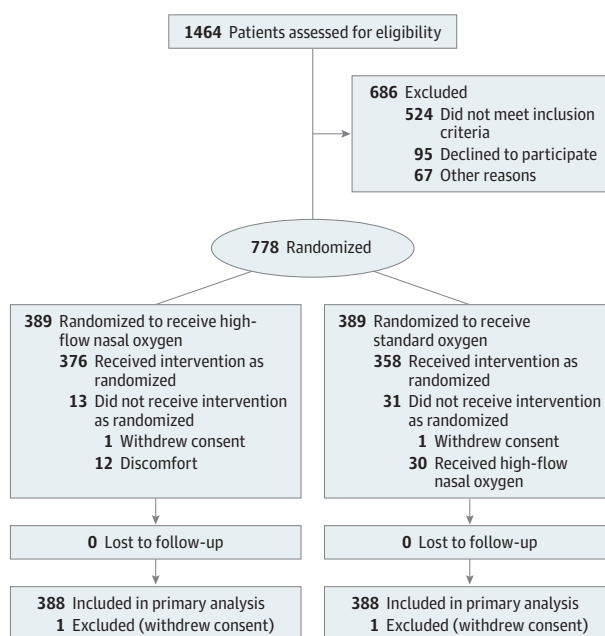 1464 Patients assessed for eligibility
686 Excluded
524 Did not meet inclusion
criteria
95 Declined to participate
67 Other reasons
778 Randomized
389 Randomized to receive high-
flow nasal oxygen
376 Received intervention as
randomized
13 Did not receive intervention
as randomized
1 Withdrew consent
12 Discomfort
389 Randomized to receive
standard oxygen
358 Received intervention as
randomized
31 Did not receive intervention
as randomized
1 Withdrew consent
30 Received high-flow
nasal oxygen
0 Lost to follow-up
0 Lost to follow-up
388 Included in primary analysis
1 Excluded (withdrew consent)
388 Included in primary analysis
1 Excluded (withdrew consent)